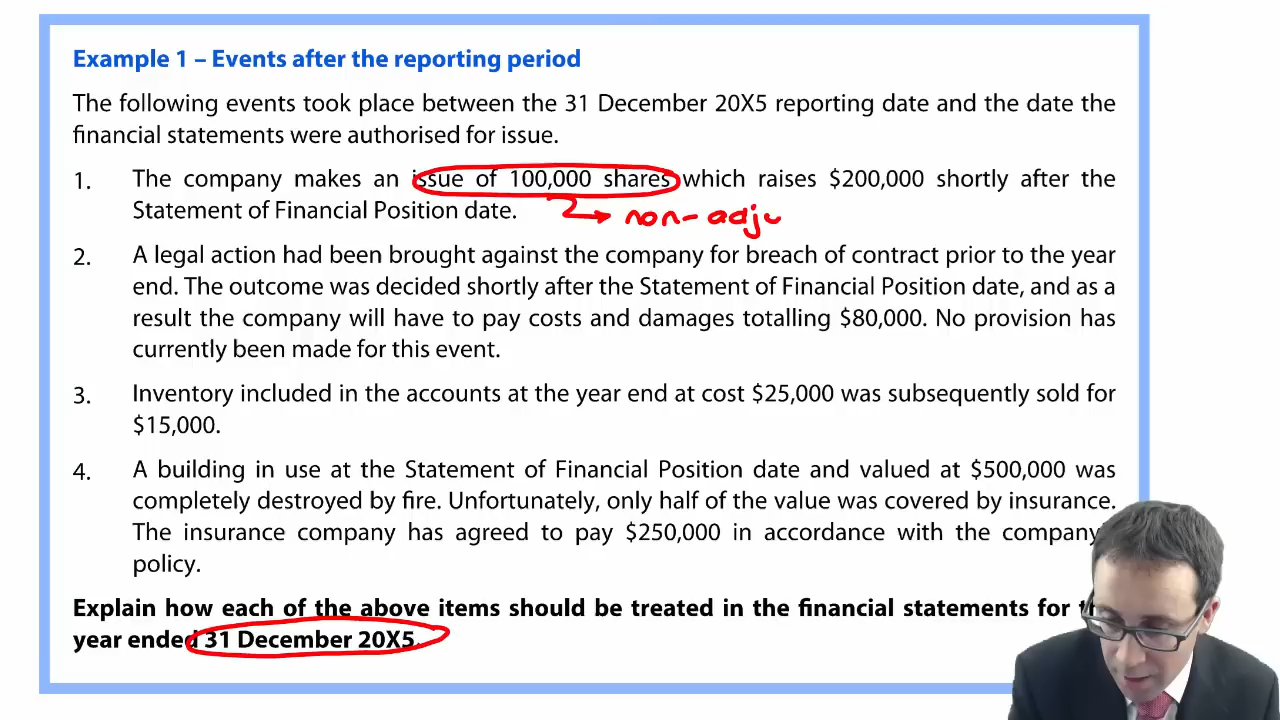 Example 1 – Events after the reporting period
The following events took place between the 31 December 20X5 reporting date and the date the
financial statements were authorised for issue.
1. The company makes an issue of 100,000 shares which raises $200,000 shortly after the
Statement of Financial Position date.
non-adju
2. A legal action had been brought against the company for breach of contract prior to the year
end. The outcome was decided shortly after the Statement of Financial Position date, and as a
result the company will have to pay costs and damages totalling $80,000. No provision has
currently been made for this event.
3. Inventory included in the accounts at the year end at cost $25,000 was subsequently sold for
$15,000.
4. A building in use at the Statement of Financial Position date and valued at $500,000 was
completely destroyed by fire. Unfortunately, only half of the value was covered by insurance.
The insurance company has agreed to pay $250,000 in accordance with the company
policy.
Explain how each of the above items should be treated in the financial statements for
year ended 31 December 20X5.